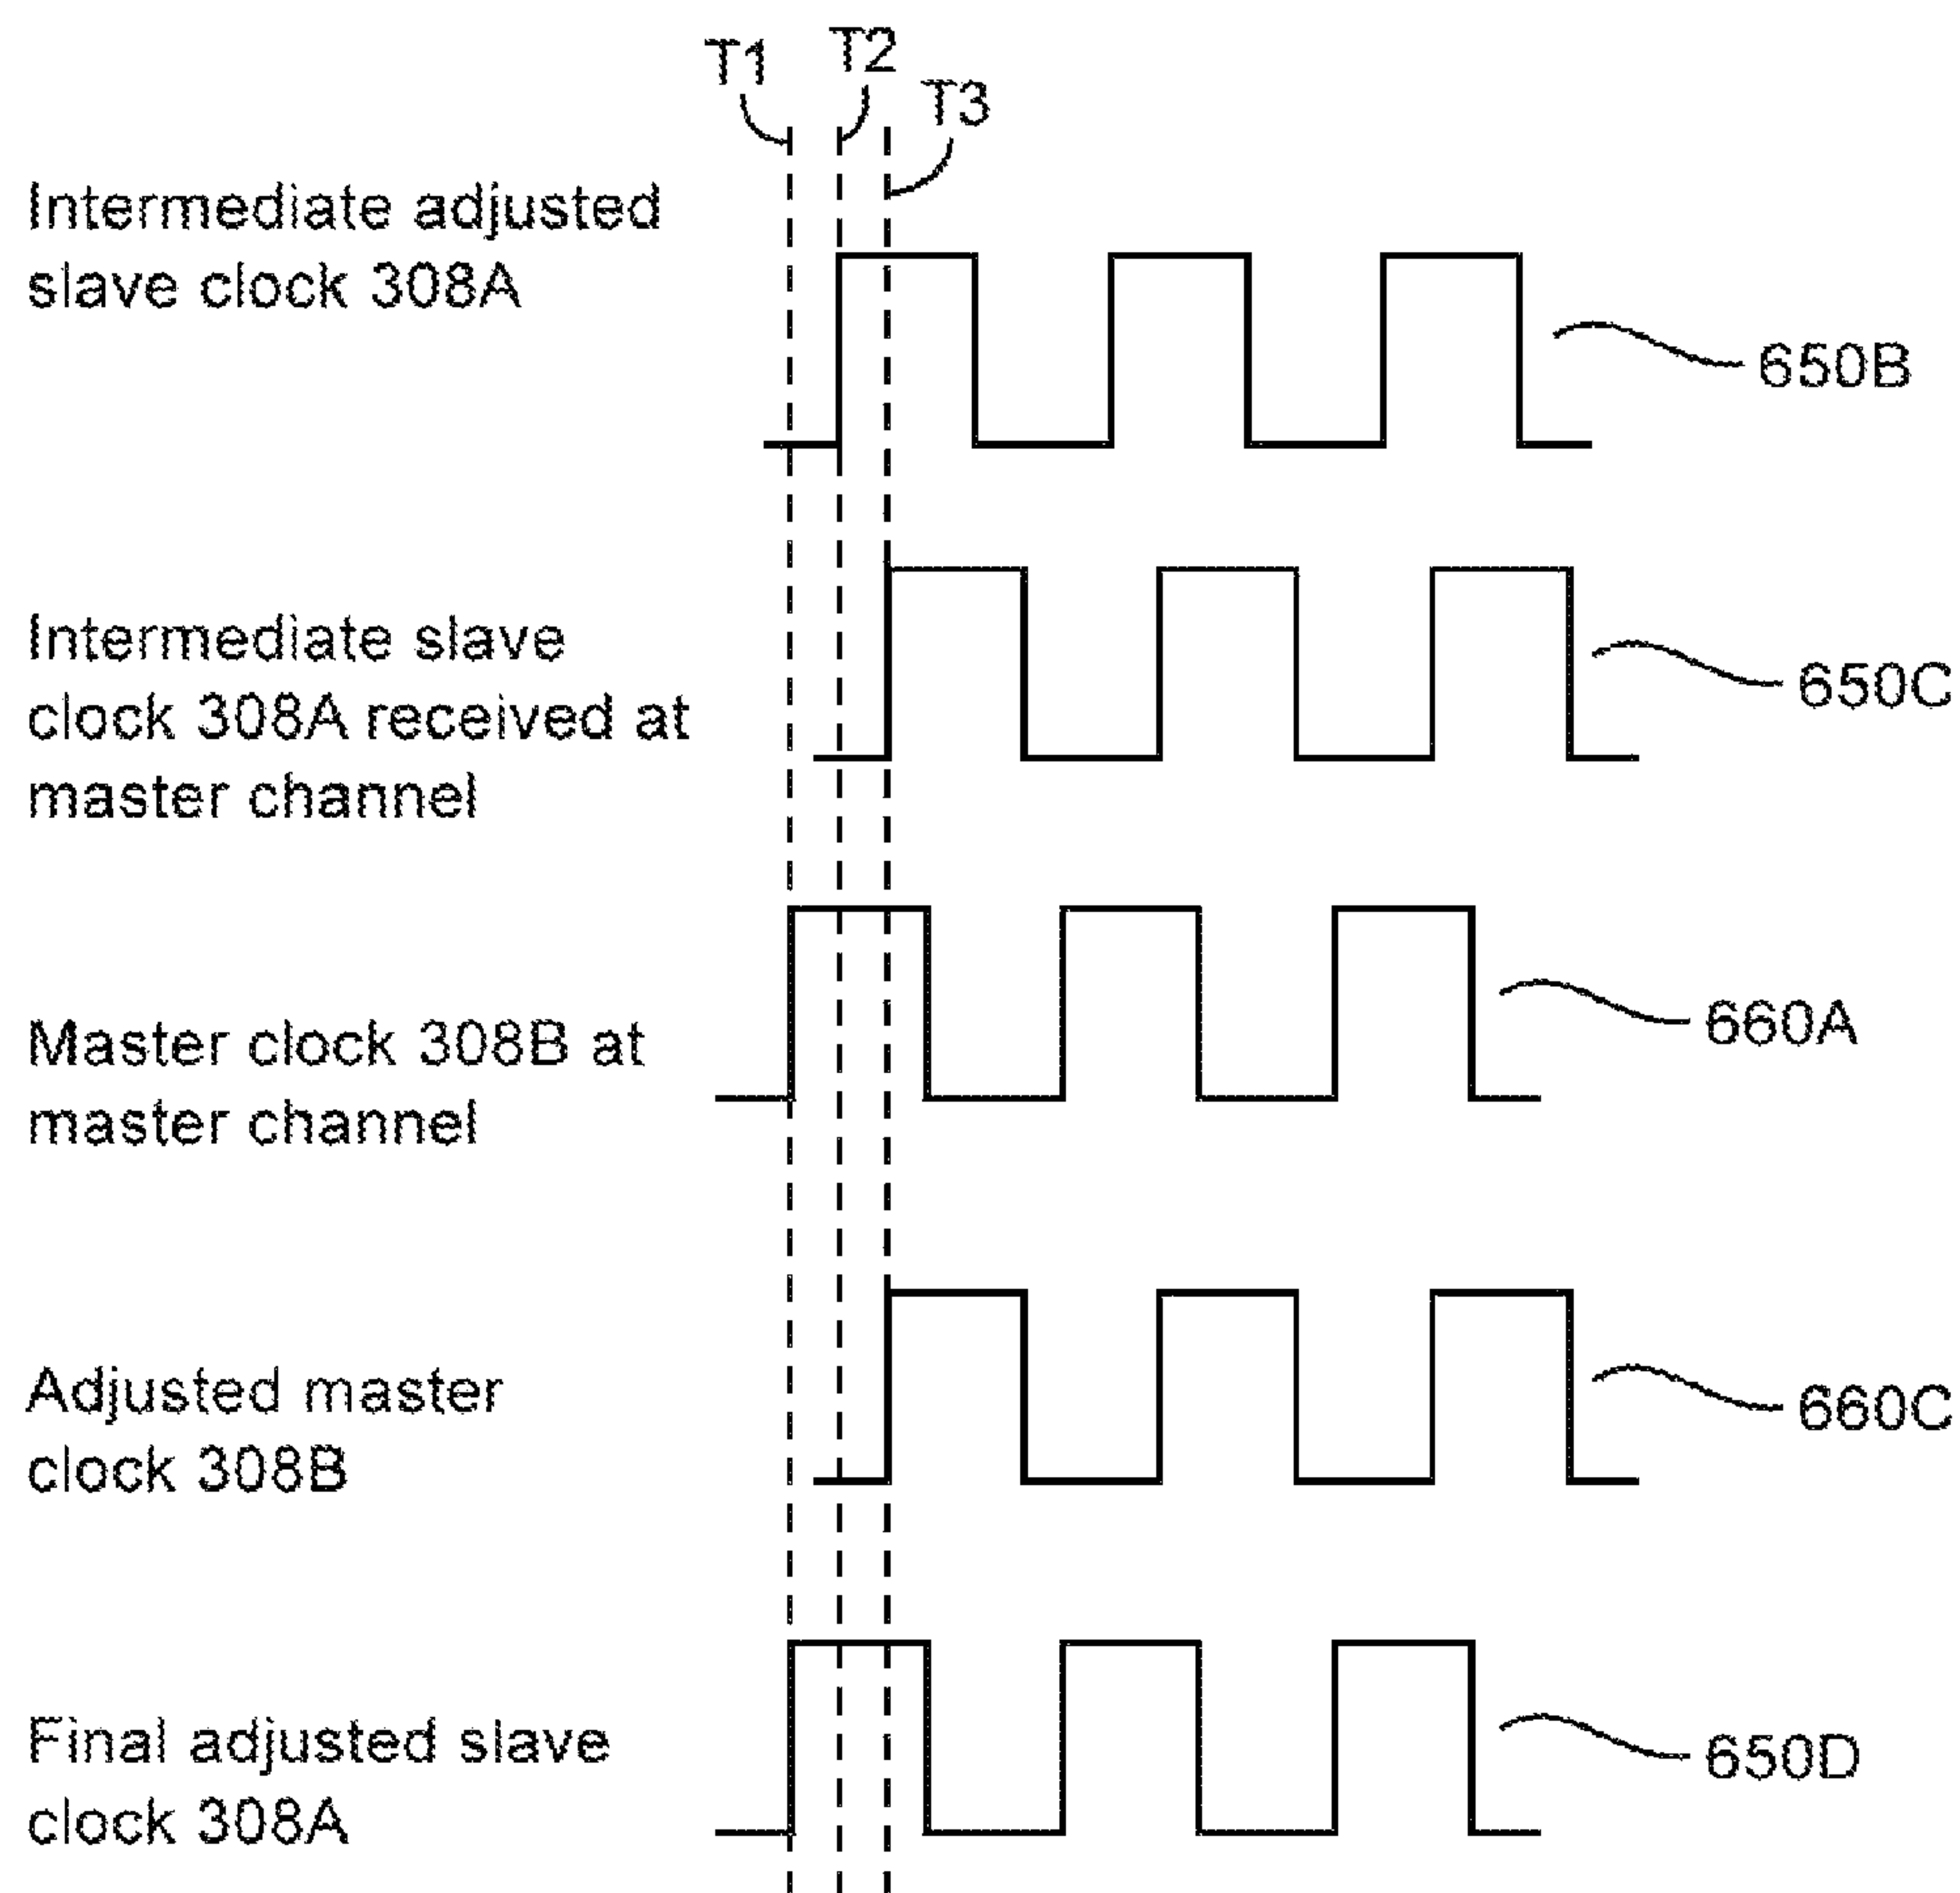 T1
T2
T3
Intermediate adjusted
slave clock 308A
650B
Intermediate slave
clock 308A received at
master channel
650C
Master clock 308B at
master channel
660A
Adjusted master
clock 308B
660C
Final adjusted slave
clock 308A
650D